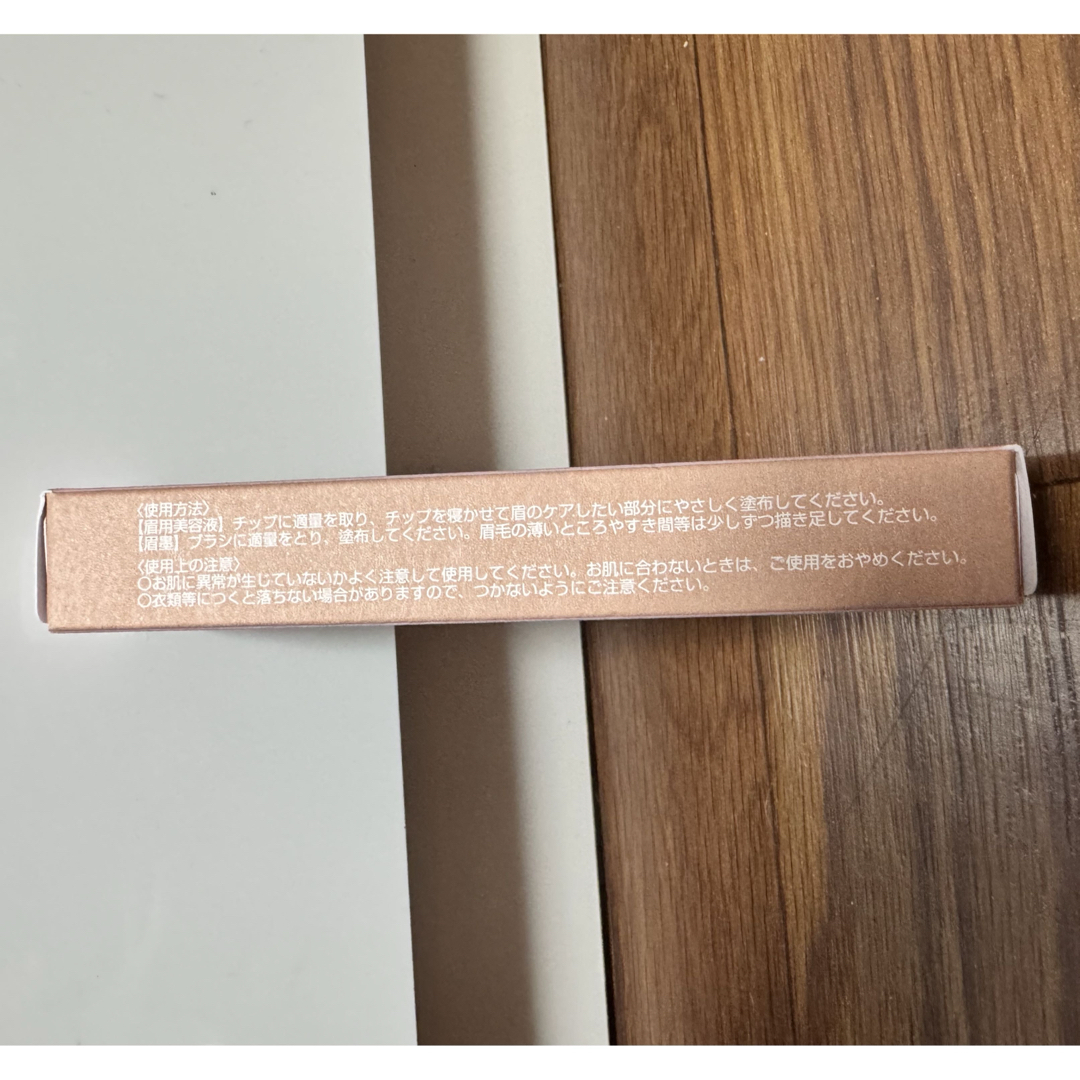 〈使用方法〉
【眉用美容液】チップに適量を取り、チップを寝かせて眉のケアしたい部分にやさしく塗布してください。
【眉墨】ブラシに適量をとり、塗布してください。眉毛の薄いところやすき間等は少しずつ描き足してください。
〈使用上の注意〉
○お肌に異常が生じていないかよく注意して使用してください。お肌に合わないときは、ご使用をおやめください。
○衣類等につくと落ちない場合がありますので、つかないようにご注意ください。